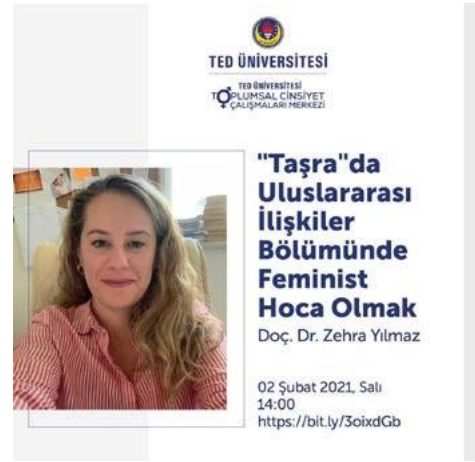 TED ÜNİVERSİTESİ
TED ÜNİVERSİTESİ
TOPLUMSAL CİNSİYET
ÇALIŞMALARI MERKEZİ
"Taşra"da
Uluslararası
İlişkiler
Bölümünde
Feminist
Hoca Olmak
Doç. Dr. Zehra Yılmaz
02 Şubat 2021, Salı
14:00
https://bit.ly/3oixdGb